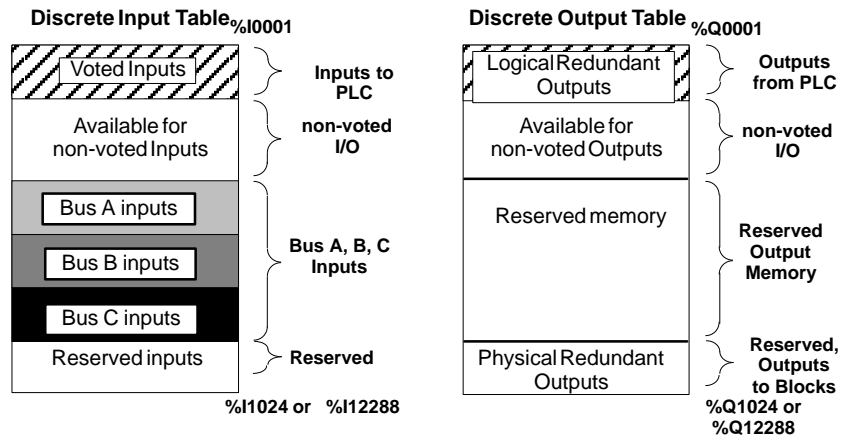 Discrete Input Table
%I0001
Voted Inputs
Inputs to
PLC
Available for
non-voted Inputs
non-voted
I/O
Bus A inputs
Bus B inputs
Bus C inputs
Bus A, B, C
Inputs
Reserved inputs
Reserved
%I1024 or %I12288
Discrete Output Table
%Q0001
Logical Redundant
Outputs
Outputs
from PLC
Available for
non-voted Outputs
non-voted
I/O
Reserved memory
Reserved
Output
Memory
Physical Redundant
Outputs
Reserved,
Outputs
to Blocks
%Q1024 or
%Q12288